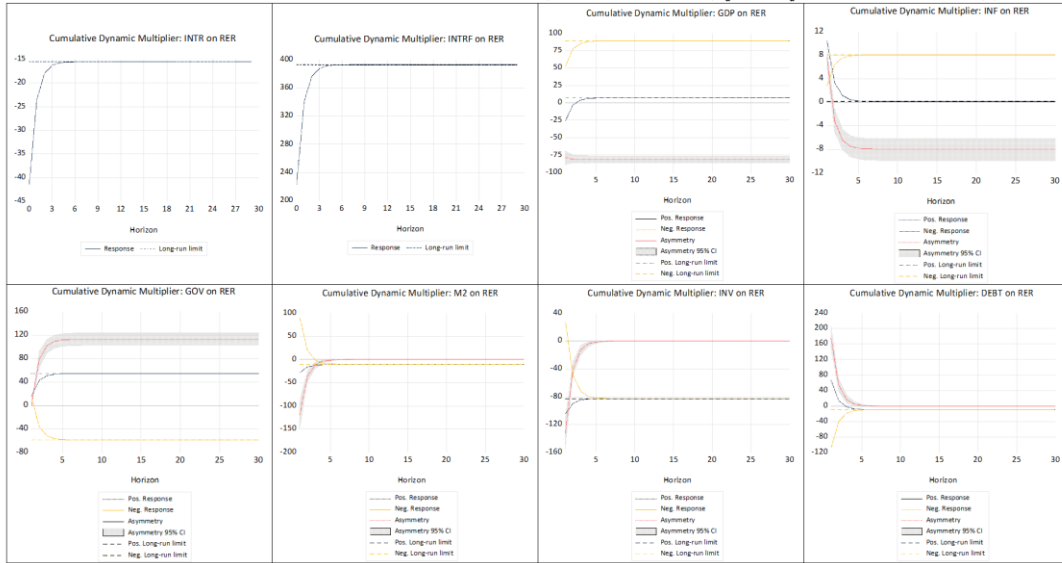 Cumulative Dynamic Multiplier: INTR on RER
-15
-20
-25
-30
-35
-40
-45
0 3 6 9 12 15 18 21 24 27 30
Horizon
Response Long-run limit
Cumulative Dynamic Multiplier: INTRF on RER
400
360
320
280
240
200
0 3 6 9 12 15 18 21 24 27 30
Horizon
Response Long-run limit
Cumulative Dynamic Multiplier: GDP on RER
100
75
50
25
0
-25
-50
-75
-100
5 10 15 20 25 30
Horizon
Pos. Response
Neg. Response
Asymmetry
Asymmetry 95% CI
Pos. Long-run limit
Neg. Long-run limit
Cumulative Dynamic Multiplier: INF on RER
12
8
4
0
-4
-8
-12
5 10 15 20 25 30
Horizon
Pos. Response
Neg. Response
Asymmetry
Asymmetry 95% CI
Pos. Long-run limit
Neg. Long-run limit
Cumulative Dynamic Multiplier: GOV on RER
160
120
80
40
0
-40
-80
5 10 15 20 25 30
Horizon
Pos. Response
Neg. Response
Asymmetry
Asymmetry 95% CI
Pos. Long-run limit
Neg. Long-run limit
Cumulative Dynamic Multiplier: M2 on RER
100
50
0
-50
-100
-150
-200
5 10 15 20 25 30
Horizon
Pos. Response
Neg. Response
Asymmetry
Asymmetry 95% CI
Pos. Long-run limit
Neg. Long-run limit
Cumulative Dynamic Multiplier: INV on RER
40
0
-40
-80
-120
-160
5 10 15 20 25 30
Horizon
Pos. Response
Neg. Response
Asymmetry
Asymmetry 95% CI
Pos. Long-run limit
Neg. Long-run limit
Cumulative Dynamic Multiplier: DEBT on RER
240
200
160
120
80
40
0
-40
-80
-120
5 10 15 20 25 30
Horizon
Pos. Response
Neg. Response
Asymmetry
Asymmetry 95% CI
Pos. Long-run limit
Neg. Long-run limit